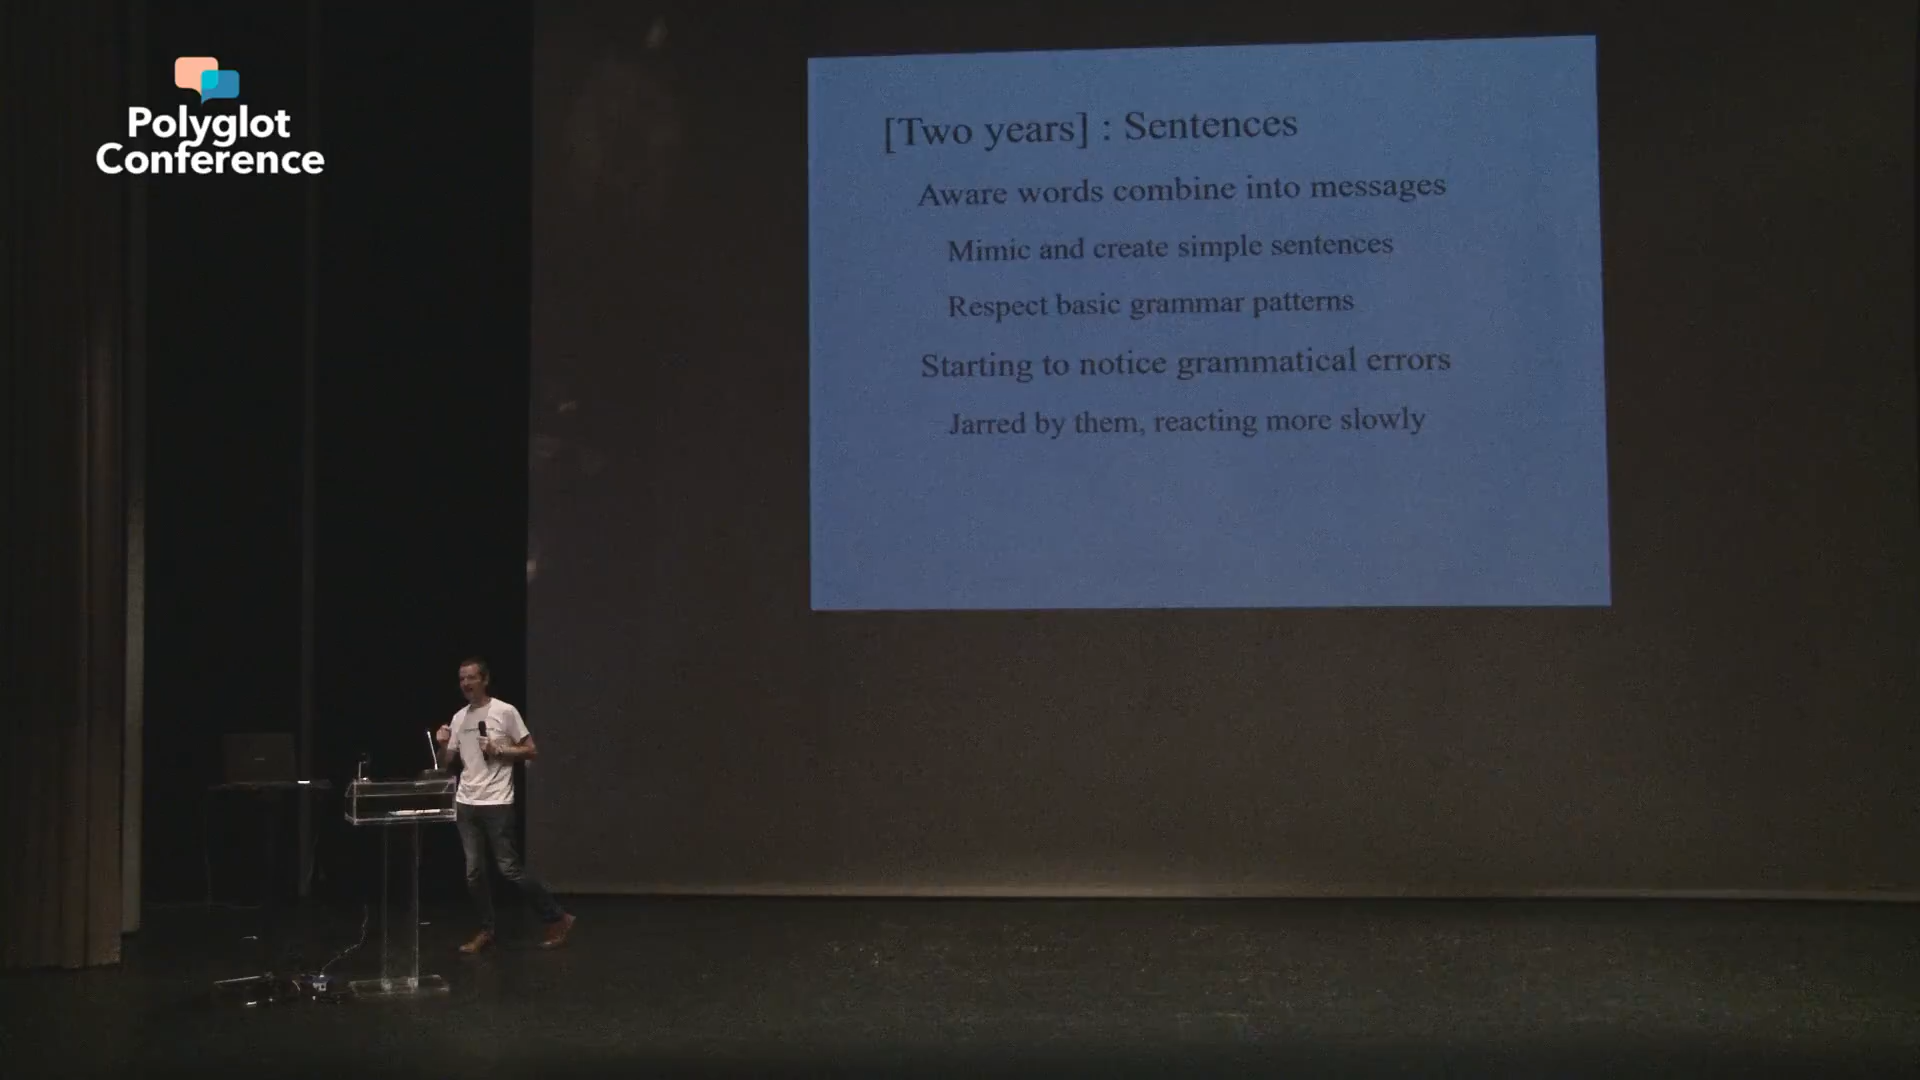 Polyglot
Conference
[Two years] : Sentences
Aware words combine into messages
Mimic and create simple sentences
Respect basic grammar patterns
Starting to notice grammatical errors
Jarred by them, reacting more slowly